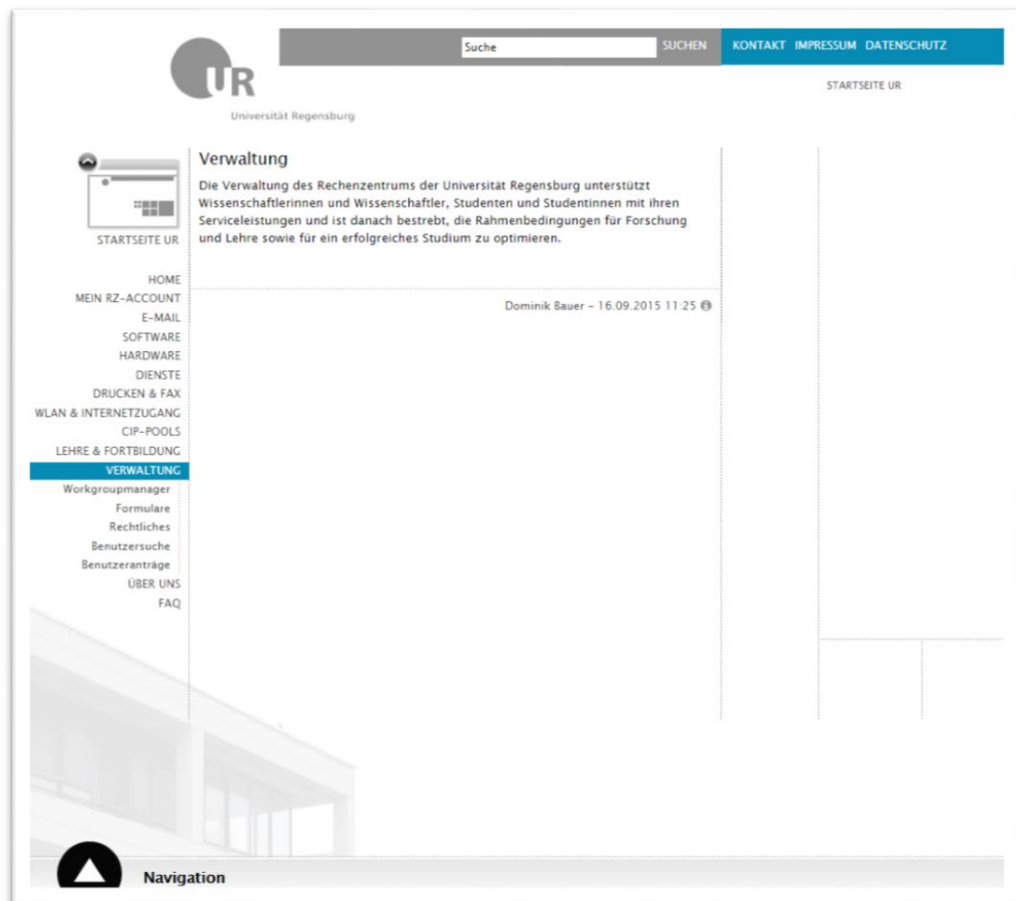 Suche
SUCHEN
KONTAKT IMPRESSUM DATENSCHUTZ
UR
Universität Regensburg
STARTSEITE UR
STARTSEITE UR
HOME
MEIN RZ-ACCOUNT
E-MAIL
SOFTWARE
HARDWARE
DIENSTE
DRUCKEN & FAX
WLAN & INTERNETZUGANG
CIP-POOLS
LEHRE & FORTBILDUNG
VERWALTUNG
Workgroupmanager
Formulare
Rechtliches
Benutzersuche
Benutzeranträge
ÜBER UNS
FAQ
Verwaltung
Die Verwaltung des Rechenzentrums der Universität Regensburg unterstützt
Wissenschaftlerinnen und Wissenschaftler, Studenten und Studentinnen mit ihren
Serviceleistungen und ist danach bestrebt, die Rahmenbedingungen für Forschung
und Lehre sowie für ein erfolgreiches Studium zu optimieren.
Dominik Bauer – 16.09.2015 11:25
Navigation